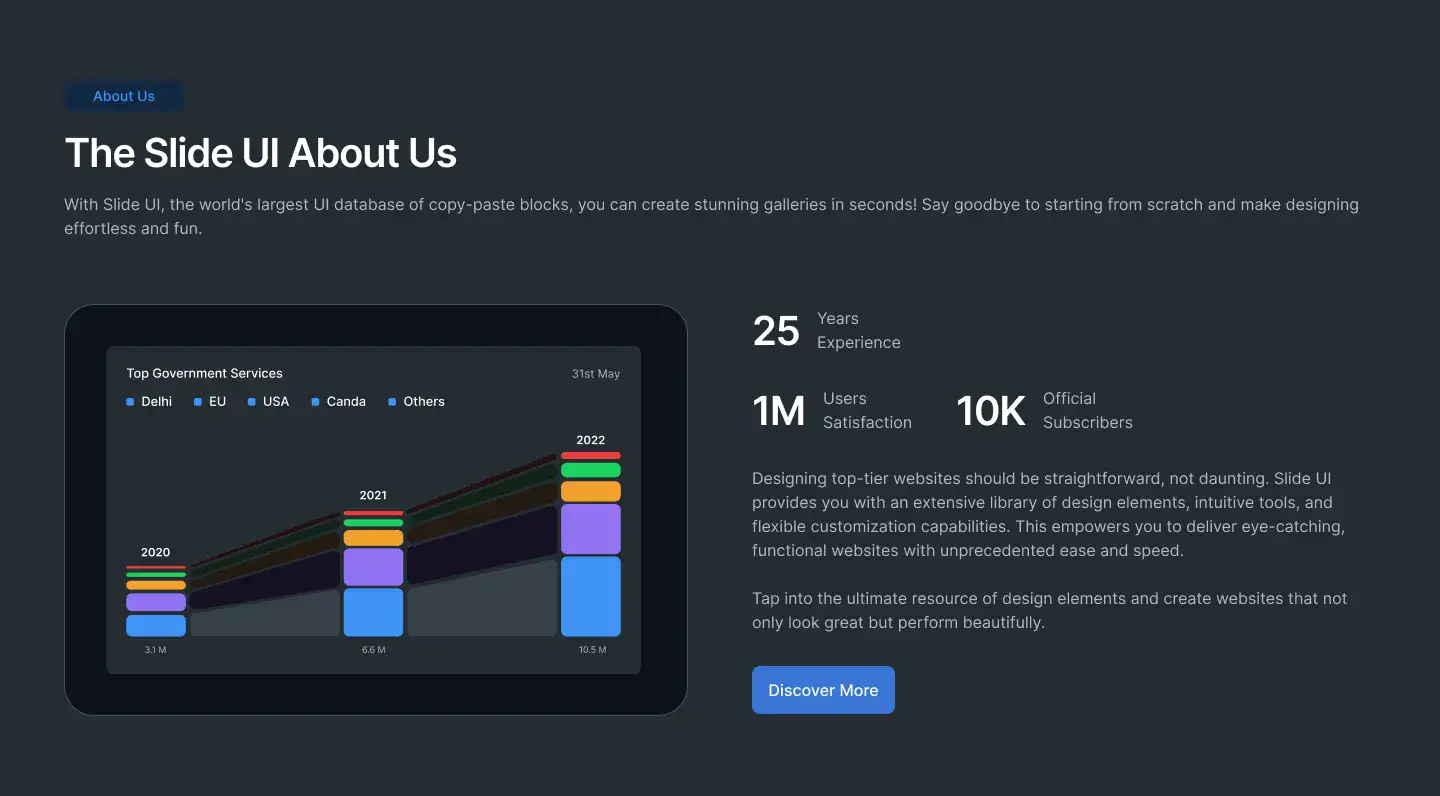 About Us
The Slide UI About Us
With Slide UI, the world's largest UI database of copy-paste blocks, you can create stunning galleries in seconds! Say goodbye to starting from scratch and make designing
effortless and fun.
Top Government Services
31st May
Delhi EU USA Canda Others
2020
2021
2022
3.1 M
6.6 M
10.5 M
25
Years
Experience
1M
Users
Satisfaction
10K
Official
Subscribers
Designing top-tier websites should be straightforward, not daunting. Slide UI
provides you with an extensive library of design elements, intuitive tools, and
flexible customization capabilities. This empowers you to deliver eye-catching,
functional websites with unprecedented ease and speed.
Tap into the ultimate resource of design elements and create websites that not
only look great but perform beautifully.
Discover More